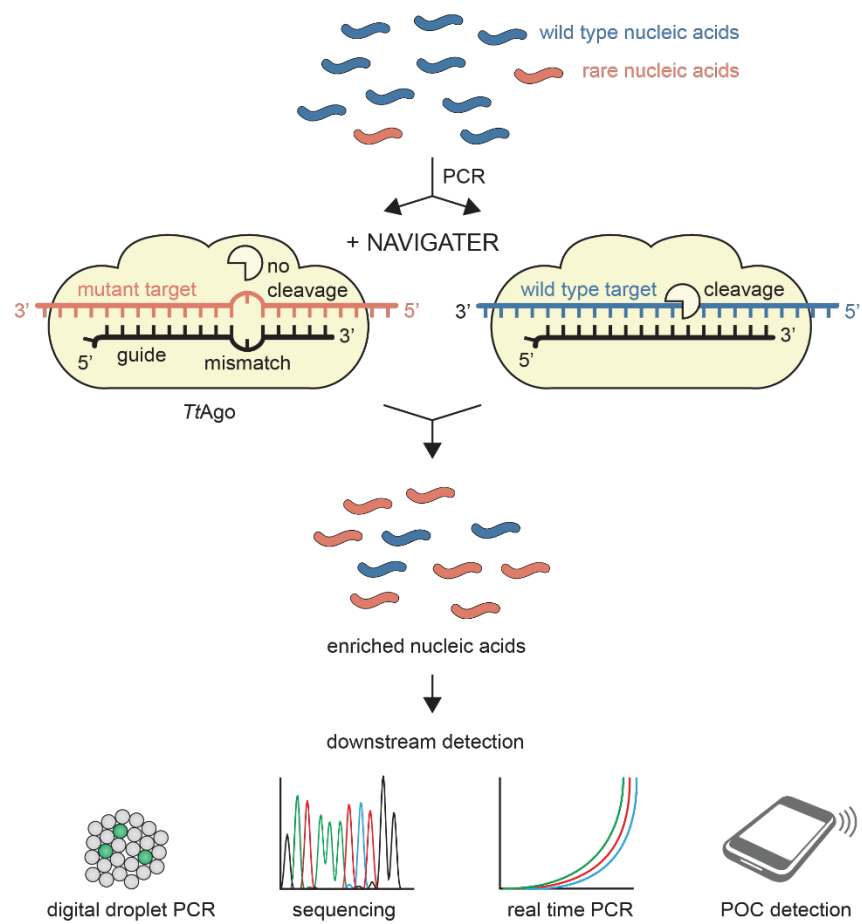 wild type nucleic acids
rare nucleic acids
PCR
+ NAVIGATER
no
mutant target
cleavage
3’
5’
guide
mismatch
3’
5’
TtAgo
wild type target
cleavage
3’
5’
3’
5’
enriched nucleic acids
downstream detection
digital droplet PCR
sequencing
real time PCR
POC detection